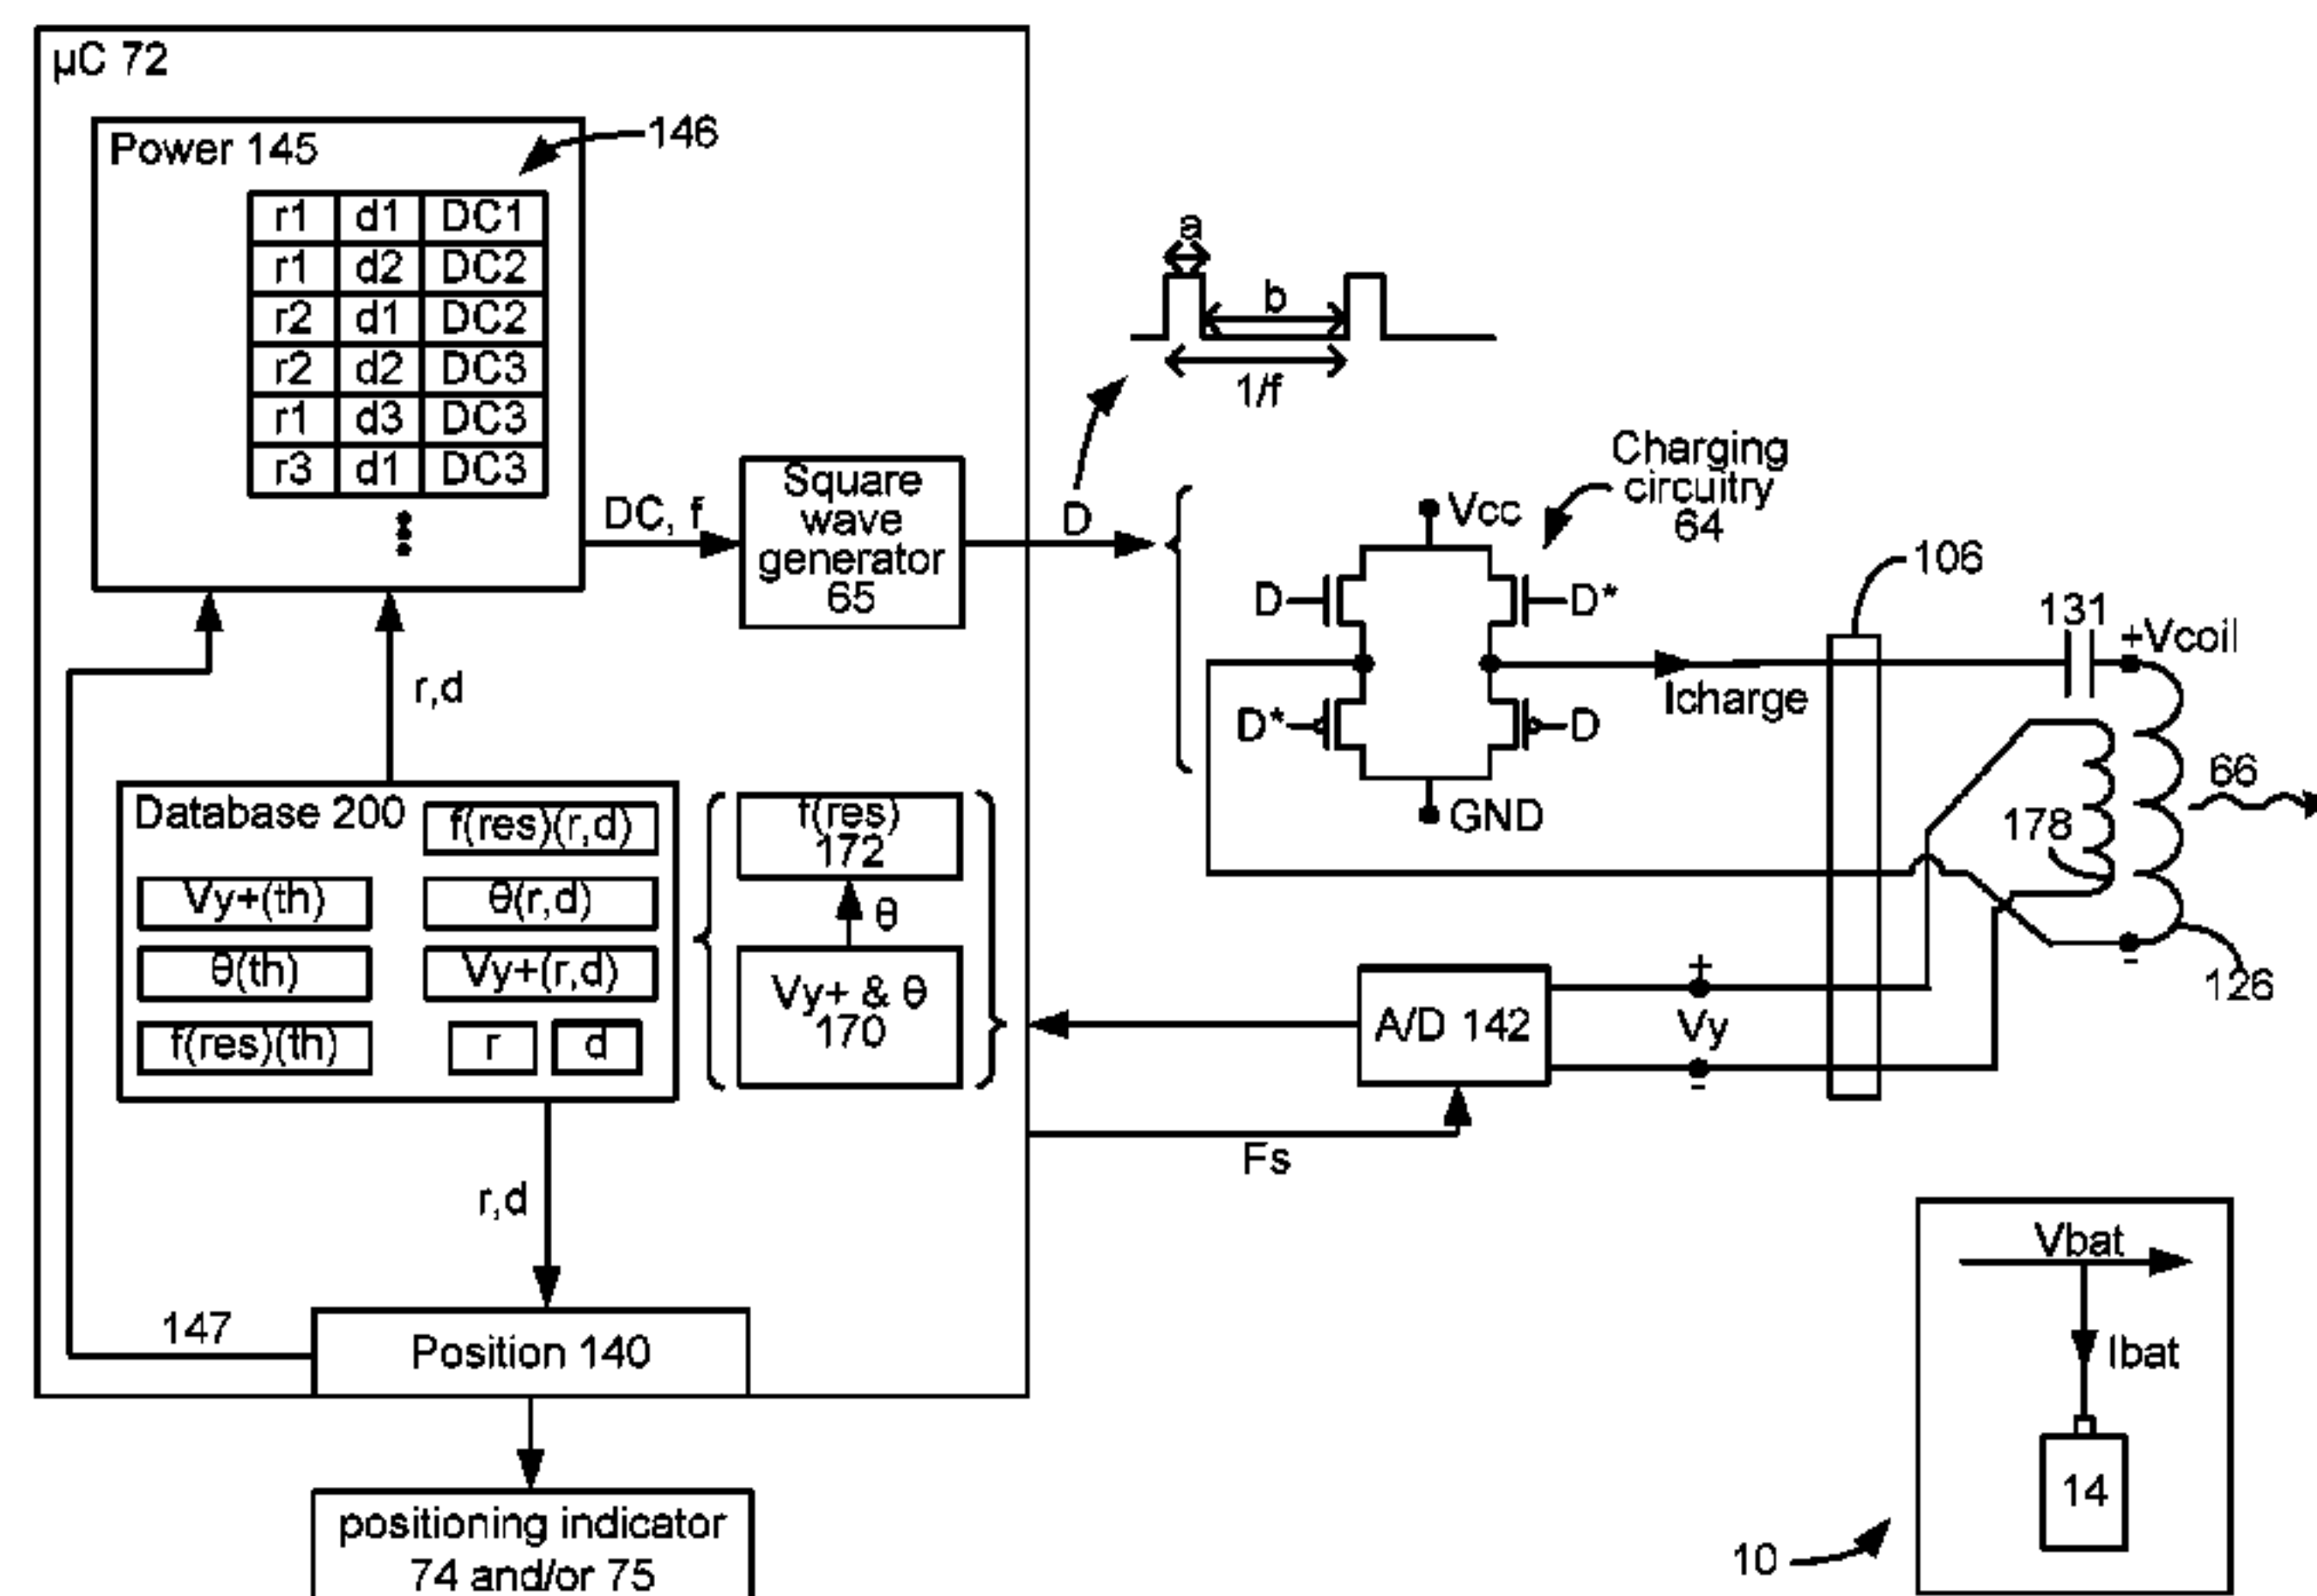 µC 72
Power 145
146
r1 d1 DC1
r1 d2 DC2
r2 d1 DC2
r2 d2 DC3
r1 d3 DC3
r3 d1 DC3
DC, f
Square
wave
generator
65
a
b
1/f
D
Charging
circuitry
64
Vcc
D
D*
D*
D
GND
Icharge
106
131
+Vcoil
66
178
126
-
r,d
Database 200
f(res)(r,d)
Vy+(th)
θ(r,d)
θ(th)
Vy+(r,d)
f(res)(th)
r
d
f(res)
172
θ
Vy+ & θ
170
A/D 142
+
Vy
-
Fs
r,d
147
Position 140
positioning indicator
74 and/or 75
Vbat
Ibat
14
10